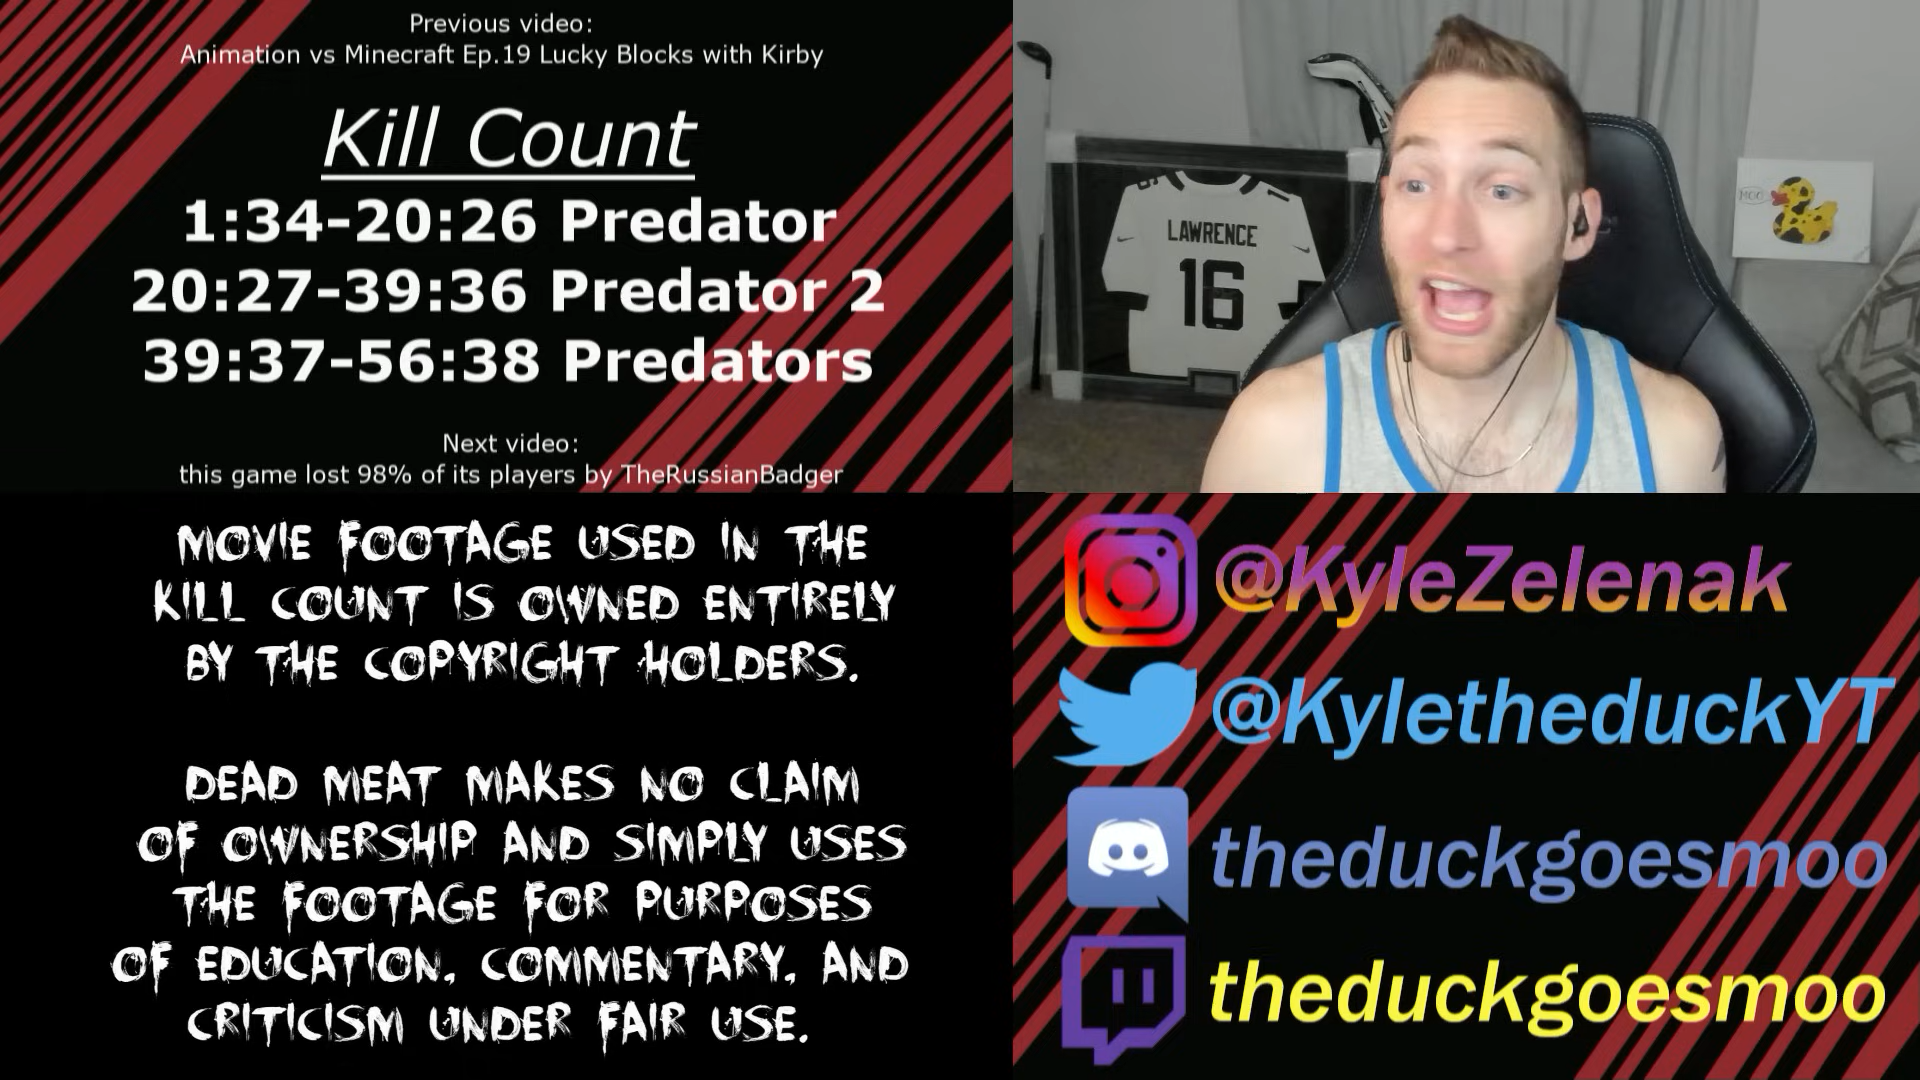 Previous video:
Animation vs Minecraft Ep.19 Lucky Blocks with Kirby
Kill Count
1:34-20:26 Predator
20:27-39:36 Predator 2
39:37-56:38 Predators
Next video:
this game lost 98% of its players by TheRussianBadger
LAWRENCE
16
MOO
MOVIE FOOTAGE USED IN THE
KILL COUNT IS OWNED ENTIRELY
BY THE COPYRIGHT HOLDERS.
DEAD MEAT MAKES NO CLAIM
OF OWNERSHIP AND SIMPLY USES
THE FOOTAGE FOR PURPOSES
OF EDUCATION, COMMENTARY, AND
CRITICISM UNDER FAIR USE.
@KyleZelenak
@KyletheduckYT
theduckgoesmoo
theduckgoesmoo